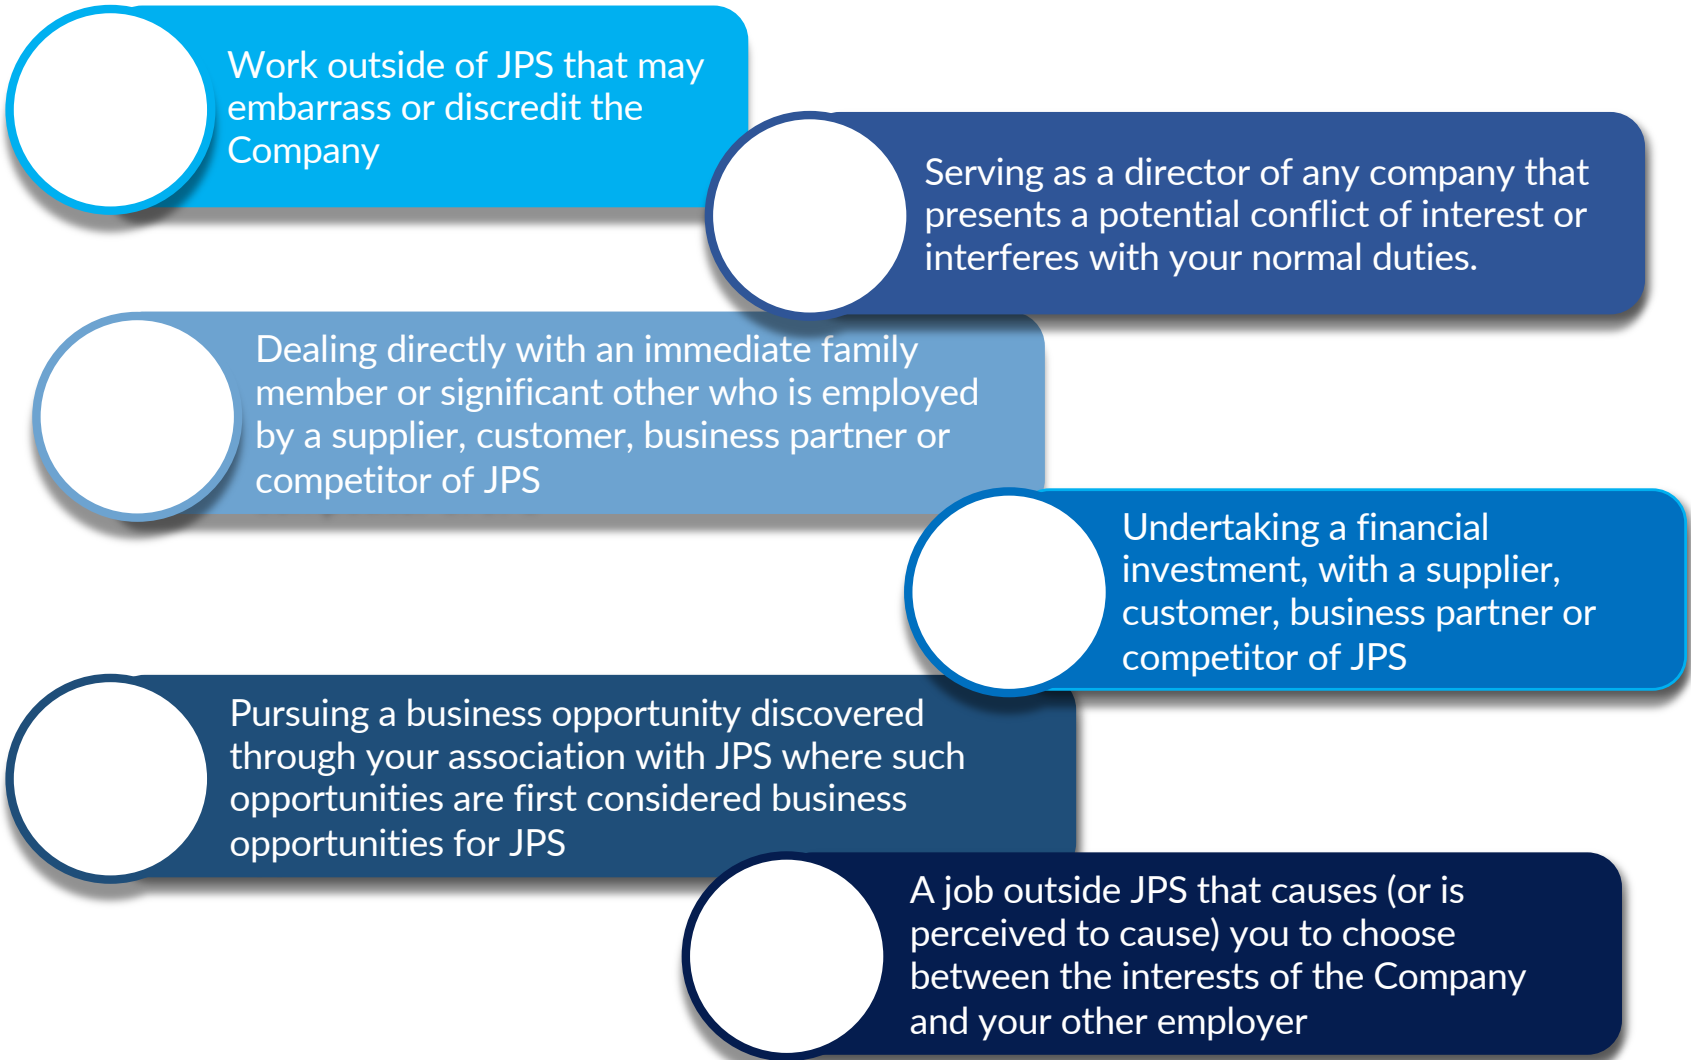 Work outside of JPS that may
embarrass or discredit the
Company
Serving as a director of any company that
presents a potential conflict of interest or
interferes with your normal duties.
Dealing directly with an immediate family
member or significant other who is employed
by a supplier, customer, business partner or
competitor of JPS
Undertaking a financial
investment, with a supplier,
customer, business partner or
competitor of JPS
Pursuing a business opportunity discovered
through your association with JPS where such
opportunities are first considered business
opportunities for JPS
A job outside JPS that causes (or is
perceived to cause) you to choose
between the interests of the Company
and your other employer